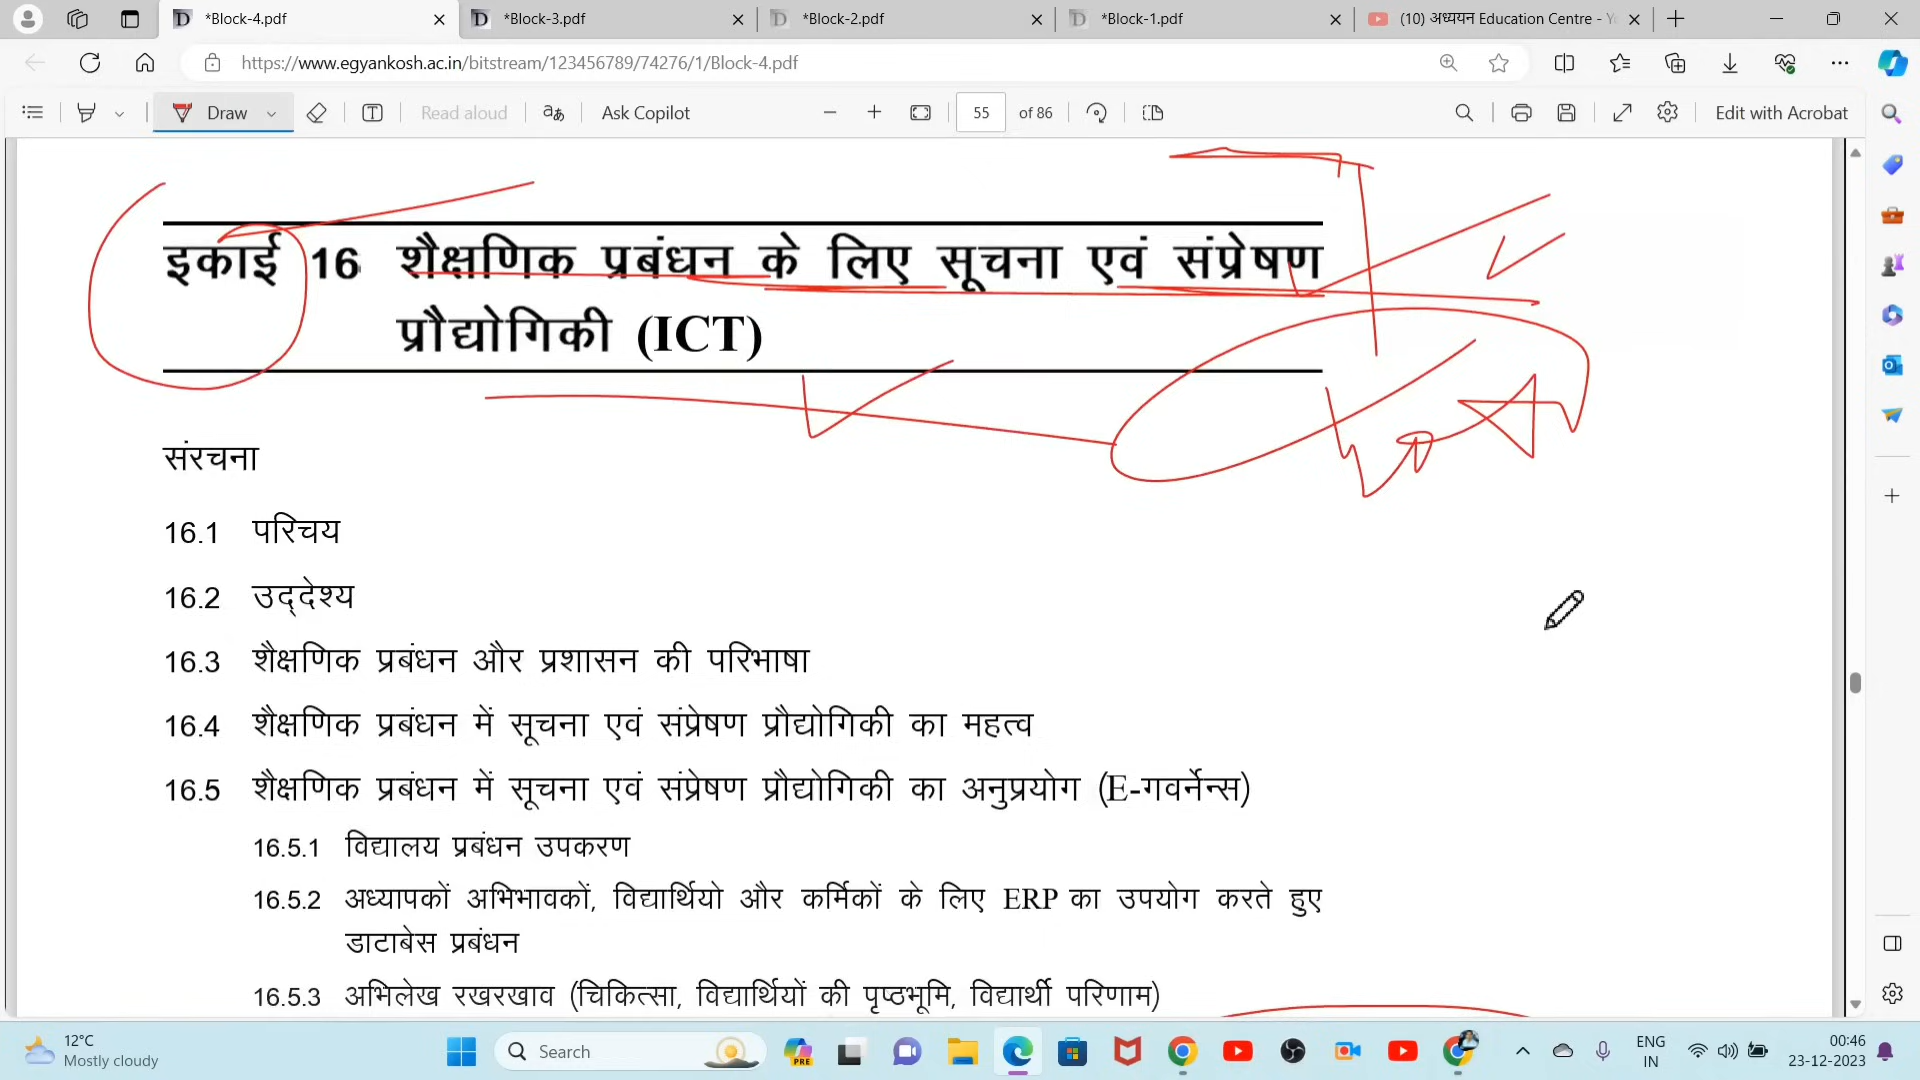 *Block-4.pdf
*Block-3.pdf
*Block-2.pdf
*Block-1.pdf
(10) अध्ययन Education Centre - Y
https://www.egyankosh.ac.in/bitstream/123456789/74276/1/Block-4.pdf
Draw
Read aloud
Ask Copilot
55 of 86
Edit with Acrobat
इकाई 16 शैक्षणिक प्रबंधन के लिए सूचना एवं संप्रेषण
प्रौद्योगिकी (ICT)
संरचना
16.1 परिचय
16.2 उद्देश्य
16.3 शैक्षणिक प्रबंधन और प्रशासन की परिभाषा
16.4 शैक्षणिक प्रबंधन में सूचना एवं संप्रेषण प्रौद्योगिकी का महत्व
16.5 शैक्षणिक प्रबंधन में सूचना एवं संप्रेषण प्रौद्योगिकी का अनुप्रयोग (E-गवर्नेन्स)
16.5.1 विद्यालय प्रबंधन उपकरण
16.5.2 अध्यापकों अभिभावकों, विद्यार्थियो और कर्मिकों के लिए ERP का उपयोग करते हुए
डाटाबेस प्रबंधन
16.5.3 अभिलेख रखरखाव (चिकित्सा, विद्यार्थियों की पृष्ठभूमि, विद्यार्थी परिणाम)
12°C
Mostly cloudy
Search
PRE
ENG
IN
00:46
23-12-2023